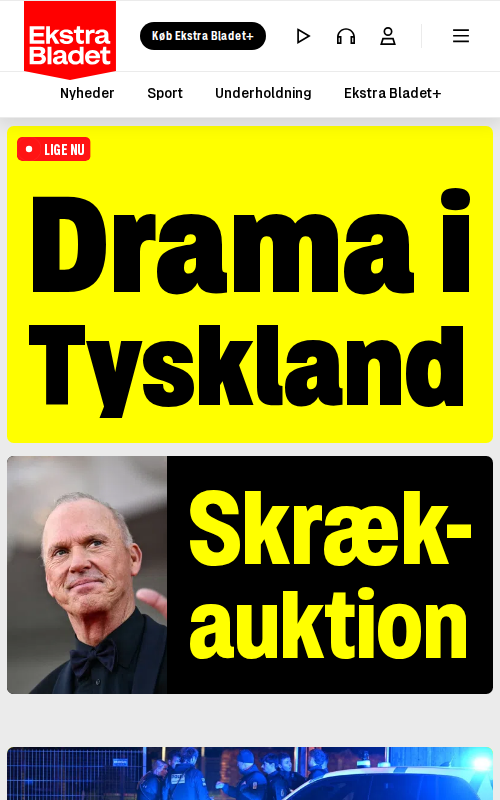 Ekstra
Bladet
Køb Ekstra Bladet+
Nyheder Sport Underholdning Ekstra Bladet+
LIGE NU
Drama i
Tyskland
Skræk-
auktion